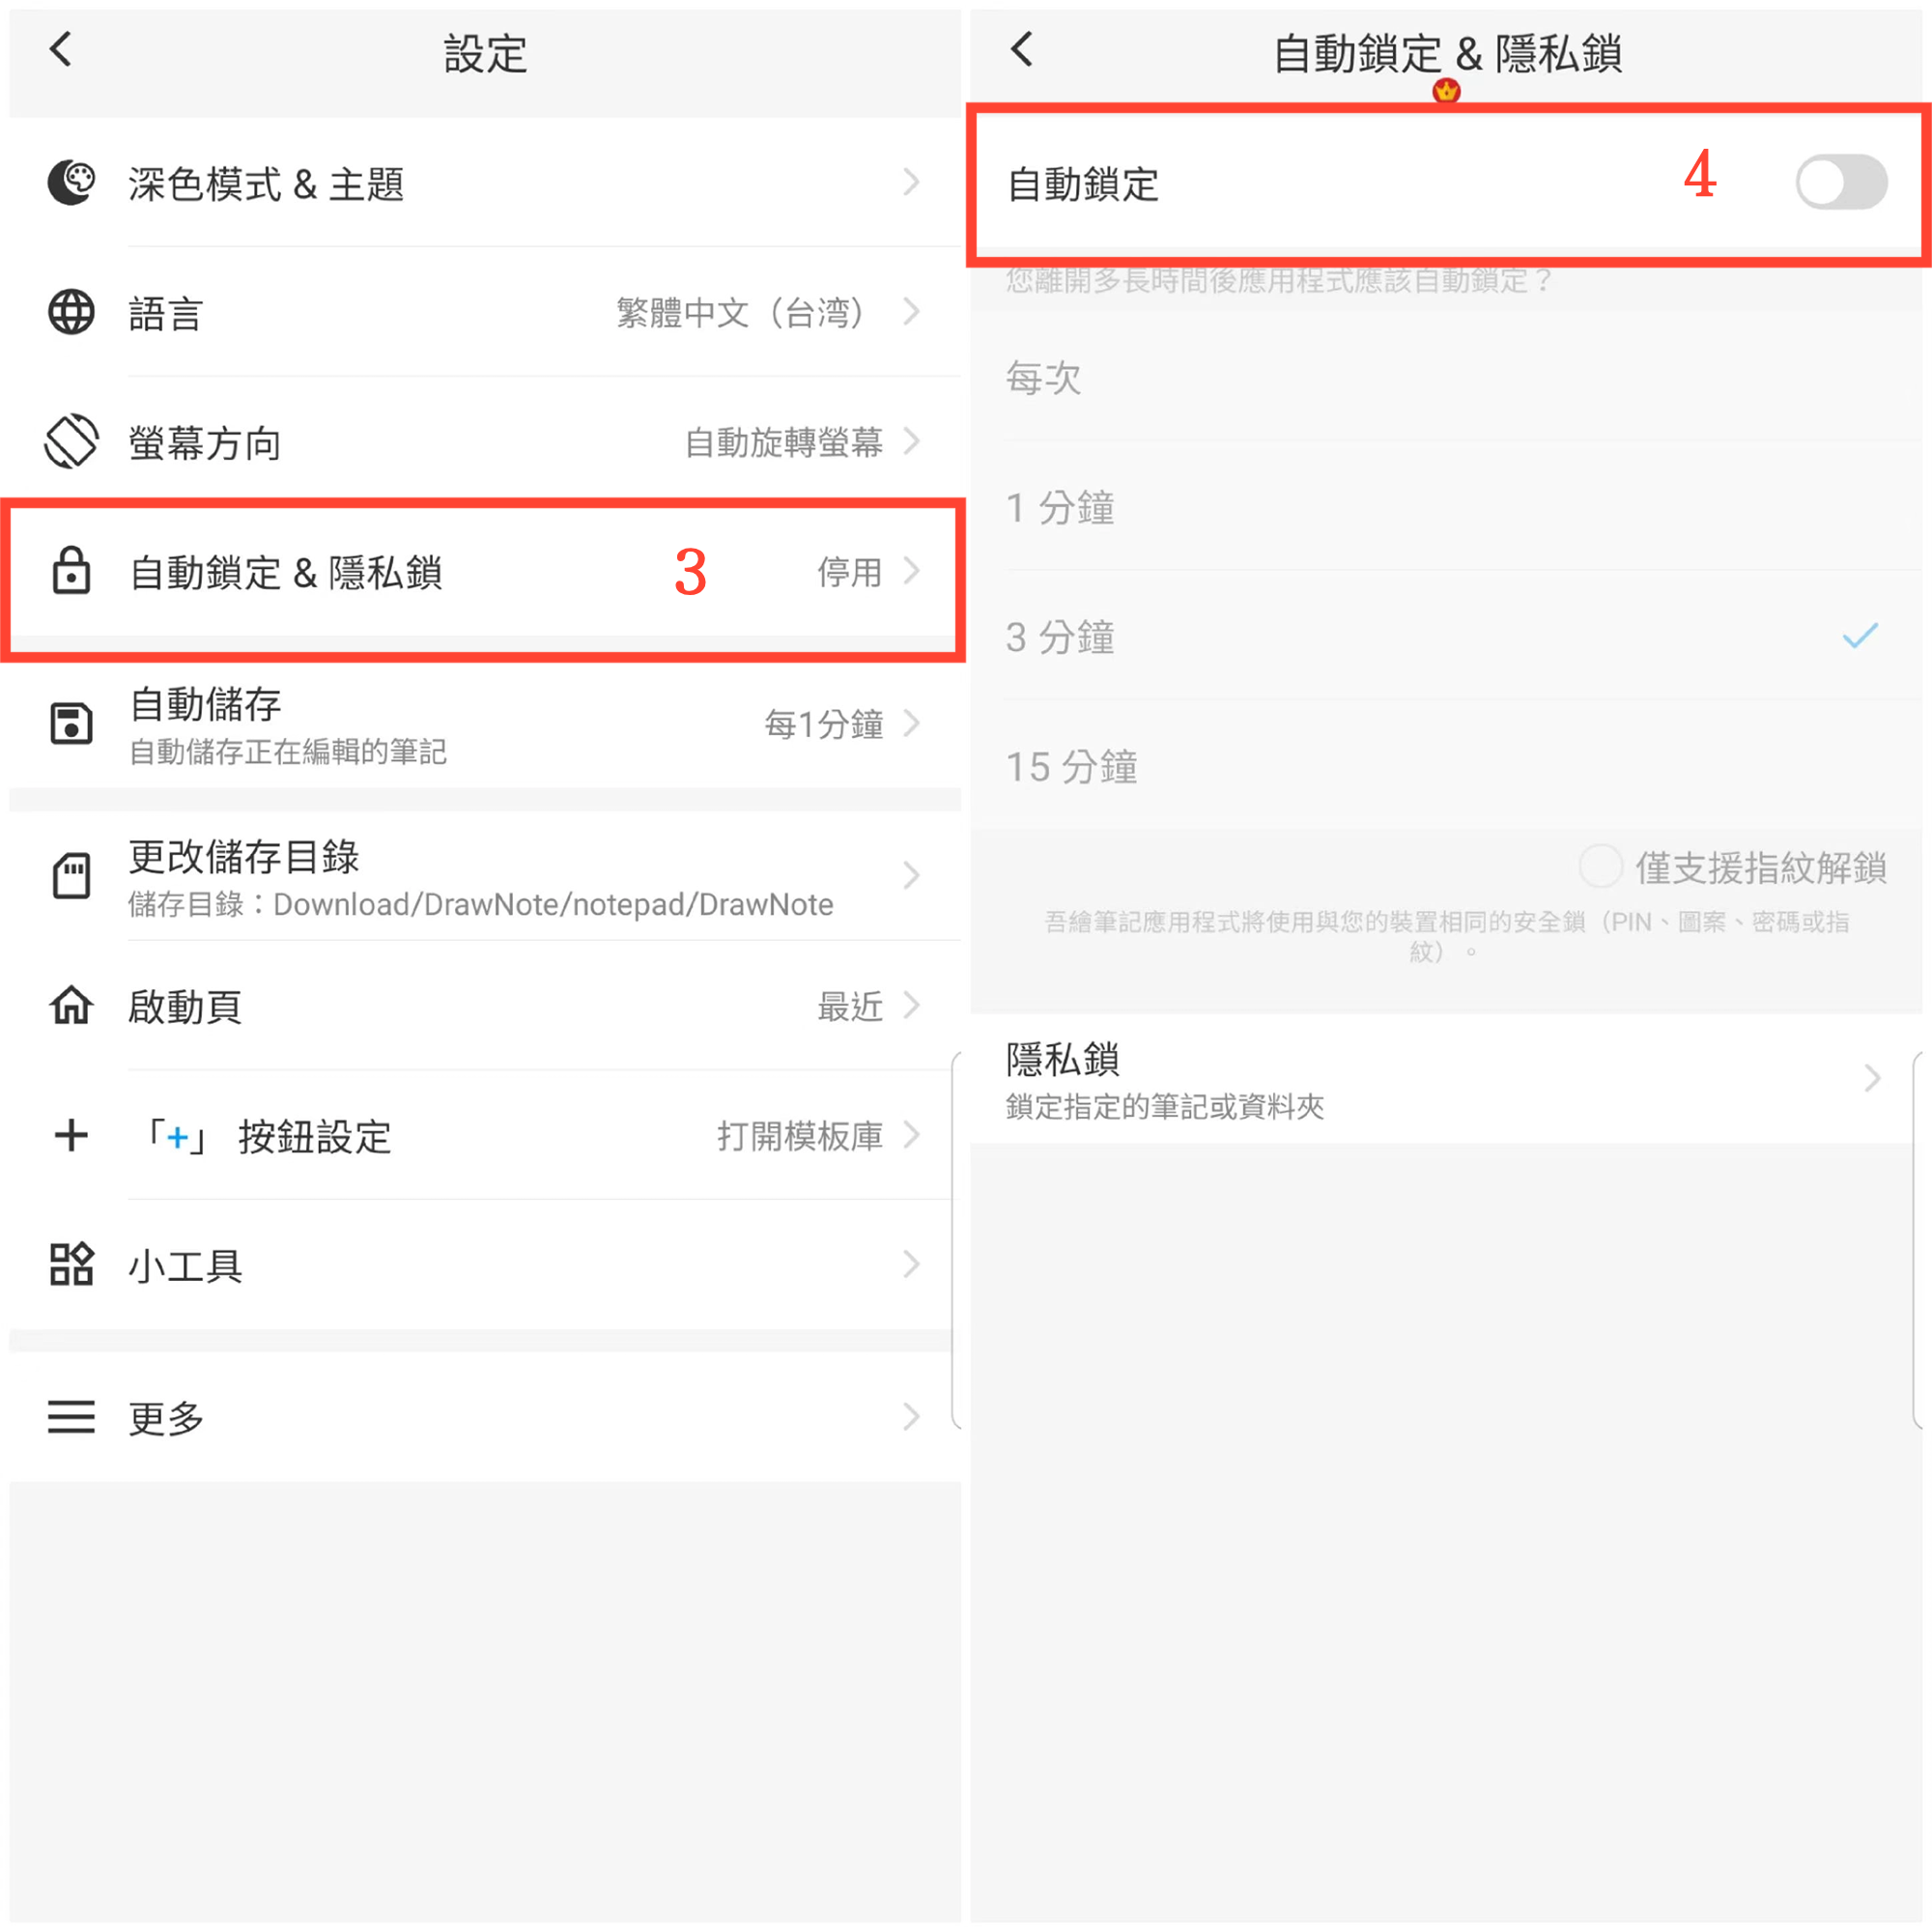 設定
深色模式 & 主題
語言 繁體中文（台湾）
螢幕方向 自動旋轉螢幕
自動鎖定 & 隱私鎖 3 停用
自動儲存 每1分鐘
自動儲存正在編輯的筆記
更改儲存目錄
儲存目錄：Download/DrawNote/notepad/DrawNote
啟動頁 最近
「+」 按鈕設定 打開模板庫
小工具
更多
自動鎖定 & 隱私鎖
自動鎖定 4
您離開多長時間後應用程式應該自動鎖定？
每次
1 分鐘
3 分鐘
15 分鐘
僅支援指紋解鎖
吾繪筆記應用程式將使用與您的裝置相同的安全鎖（PIN、圖案、密碼或指
紋）。
隱私鎖
鎖定指定的筆記或資料夾